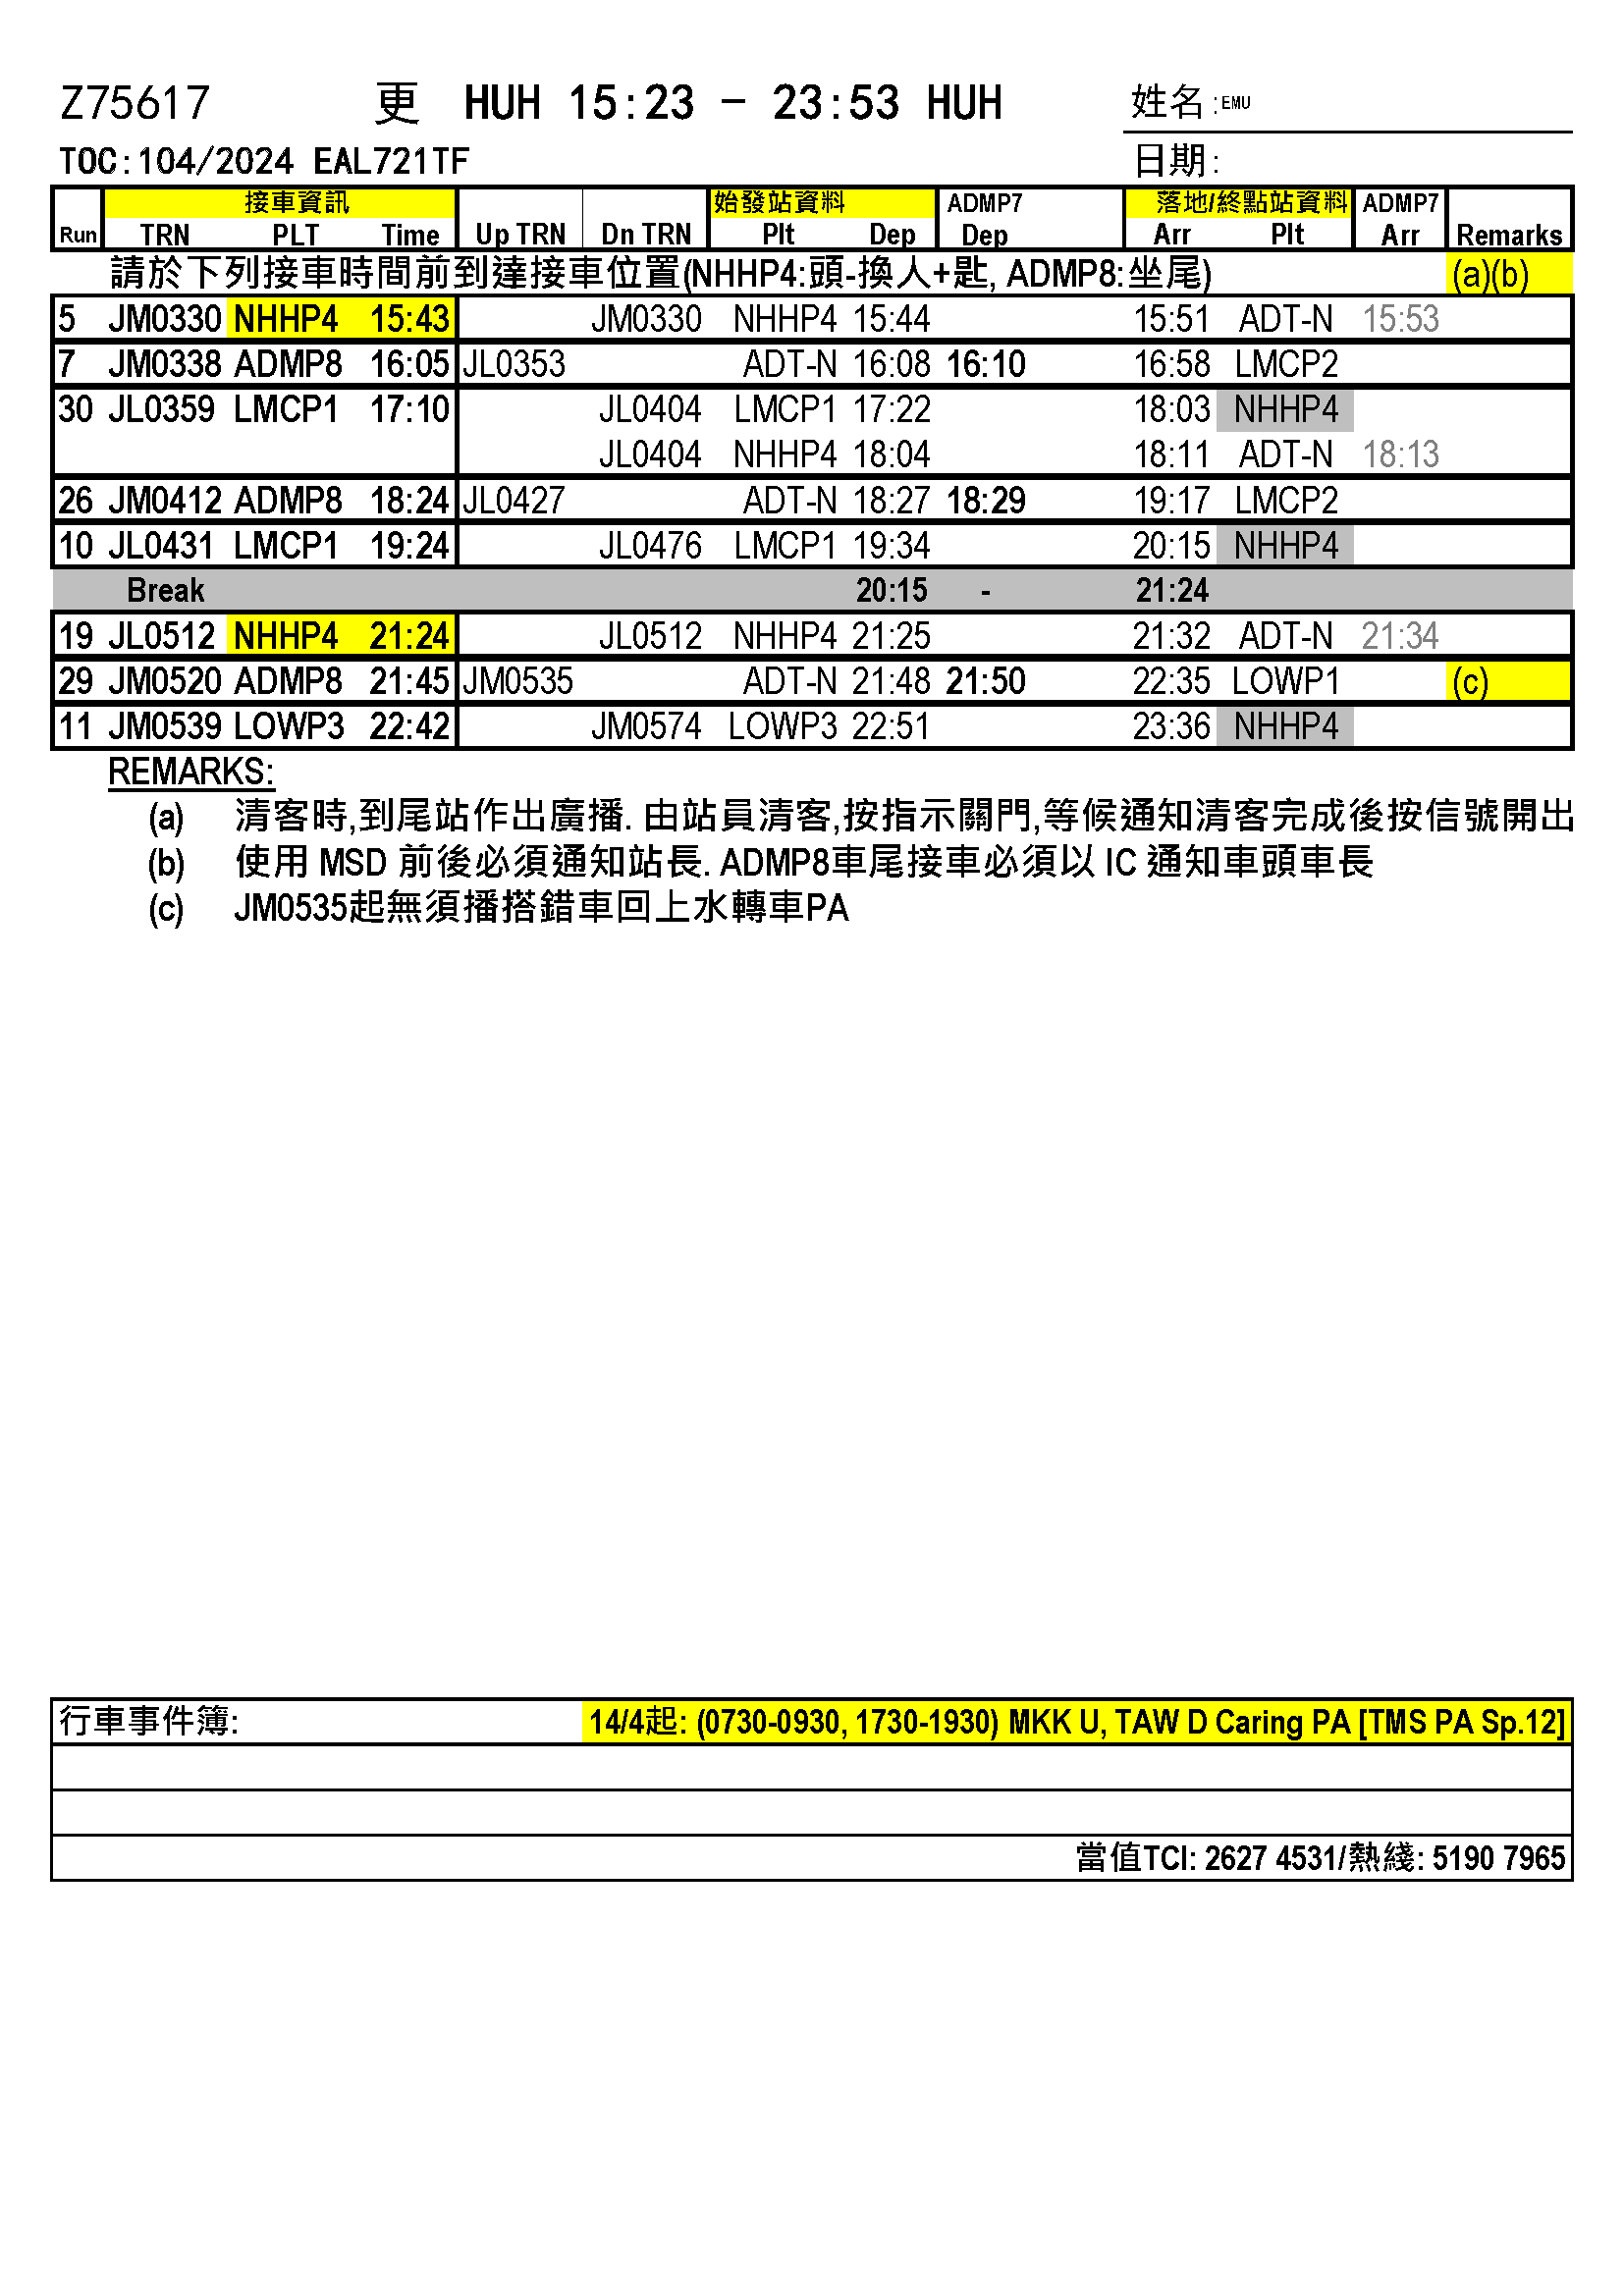 Z75617 更 HUH 15:23 - 23:53 HUH 姓名:EMU
TOC:104/2024 EAL721TF 日期:
接車資訊 始發站資料 ADMP7 落地/終點站資料 ADMP7
Run TRN PLT Time Up TRN Dn TRN Plt Dep Dep Arr Plt Arr Remarks
請於下列接車時間前到達接車位置(NHHP4:頭-換人+匙, ADMP8:坐尾) (a)(b)
5 JM0330 NHHP4 15:43 JM0330 NHHP4 15:44 15:51 ADT-N 15:53
7 JM0338 ADMP8 16:05 JL0353 ADT-N 16:08 16:10 16:58 LMCP2
30 JL0359 LMCP1 17:10 JL0404 LMCP1 17:22 18:03 NHHP4
JL0404 NHHP4 18:04 18:11 ADT-N 18:13
26 JM0412 ADMP8 18:24 JL0427 ADT-N 18:27 18:29 19:17 LMCP2
10 JL0431 LMCP1 19:24 JL0476 LMCP1 19:34 20:15 NHHP4
Break 20:15 - 21:24
19 JL0512 NHHP4 21:24 JL0512 NHHP4 21:25 21:32 ADT-N 21:34
29 JM0520 ADMP8 21:45 JM0535 ADT-N 21:48 21:50 22:35 LOWP1 (c)
11 JM0539 LOWP3 22:42 JM0574 LOWP3 22:51 23:36 NHHP4
REMARKS:
(a) 清客時,到尾站作出廣播. 由站員清客,按指示關門,等候通知清客完成後按信號開出
(b) 使用 MSD 前後必須通知站長. ADMP8車尾接車必須以 IC 通知車頭車長
(c) JM0535起無須播搭錯車回上水轉車PA
行車事件簿: 14/4起: (0730-0930, 1730-1930) MKK U, TAW D Caring PA [TMS PA Sp.12]
當值TCI: 2627 4531/熱綫: 5190 7965